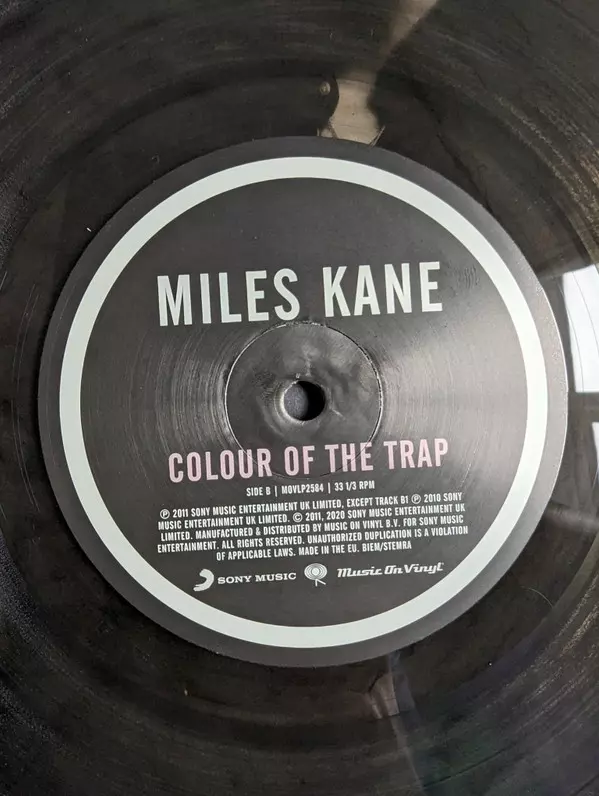 MILES KANE
COLOUR OF THE TRAP
SIDE B | MOVLP2584 | 33 1/3 RPM
℗ 2011 SONY MUSIC ENTERTAINMENT UK LIMITED, EXCEPT TRACK B1 ℗ 2010 SONY
MUSIC ENTERTAINMENT UK LIMITED. © 2011, 2020 SONY MUSIC ENTERTAINMENT UK
LIMITED. MANUFACTURED & DISTRIBUTED BY MUSIC ON VINYL B.V. FOR SONY MUSIC
ENTERTAINMENT. ALL RIGHTS RESERVED. UNAUTHORIZED DUPLICATION IS A VIOLATION
OF APPLICABLE LAWS. MADE IN THE EU. BIEM/STEMRA
SONY MUSIC Music On Vinyl